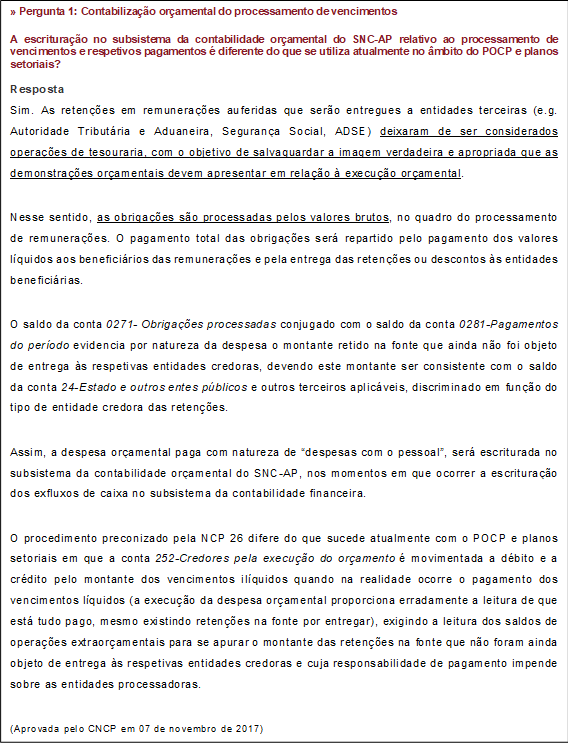 » Pergunta 1: Contabilização orçamental do processamento de vencimentos
A escrituração no subsistema da contabilidade orçamental do SNC-AP relativo ao processamento de
vencimentos e respetivos pagamentos é diferente do que se utiliza atualmente no âmbito do POCP e planos
setoriais?
Resposta
Sim. As retenções em remunerações auferidas que serão entregues a entidades terceiras (e.g.
Autoridade Tributária e Aduaneira, Segurança Social, ADSE) deixaram de ser considerados
operações de tesouraria, com o objetivo de salvaguardar a imagem verdadeira e apropriada que as
demonstrações orçamentais devem apresentar em relação à execução orçamental.
Nesse sentido, as obrigações são processadas pelos valores brutos, no quadro do processamento
de remunerações. O pagamento total das obrigações será repartido pelo pagamento dos valores
líquidos aos beneficiários das remunerações e pela entrega das retenções ou descontos às entidades
beneficiárias.
O saldo da conta 0271- Obrigações processadas conjugado com o saldo da conta 0281-Pagamentos
do período evidencia por natureza da despesa o montante retido na fonte que ainda não foi objeto
de entrega às respetivas entidades credoras, devendo este montante ser consistente com o saldo
da conta 24-Estado e outros entes públicos e outros terceiros aplicáveis, discriminado em função do
tipo de entidade credora das retenções.
Assim, a despesa orçamental paga com natureza de “despesas com o pessoal”, será escriturada no
subsistema da contabilidade orçamental do SNC-AP, nos momentos em que ocorrer a escrituração
dos exfluxos de caixa no subsistema da contabilidade financeira.
O procedimento preconizado pela NCP 26 difere do que sucede atualmente com o POCP e planos
setoriais em que a conta 252-Credores pela execução do orçamento é movimentada a débito e a
crédito pelo montante dos vencimentos ilíquidos quando na realidade ocorre o pagamento dos
vencimentos líquidos (a execução da despesa orçamental proporciona erradamente a leitura de que
está tudo pago, mesmo existindo retenções na fonte por entregar), exigindo a leitura dos saldos de
operações extraorçamentais para se apurar o montante das retenções na fonte que não foram ainda
objeto de entrega às respetivas entidades credoras e cuja responsabilidade de pagamento impende
sobre as entidades processadoras.
(Aprovada pelo CNCP em 07 de novembro de 2017)